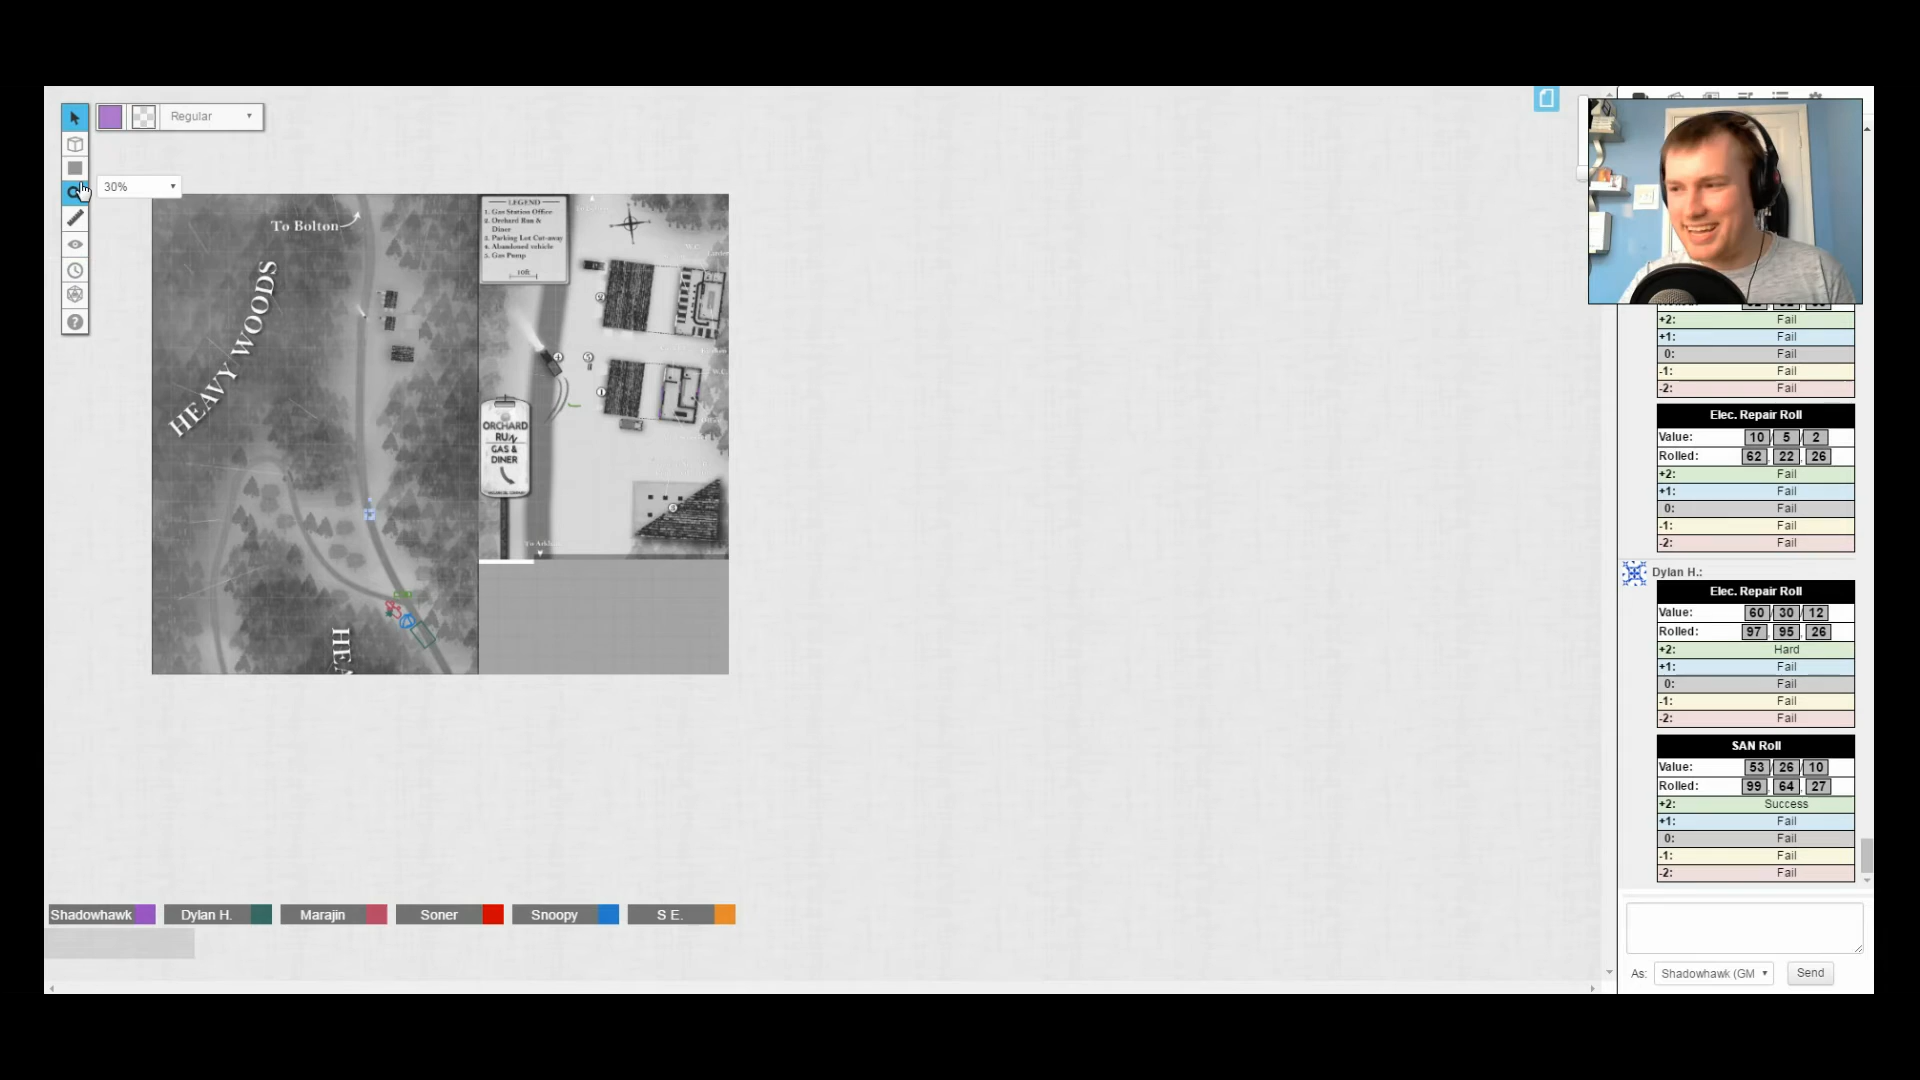 Regular
30%
To Bolton
HEAVY WOODS
HEA
LEGEND
1. Gas Station Office
2. Orchard Run &
Diner
3. Parking Lot Cut-away
4. Abandoned vehicle
5. Gas Pump
10ft
ORCHARD
RUN
GAS &
DINER
+2: Fail
+1: Fail
0: Fail
-1: Fail
-2: Fail
Elec. Repair Roll
Value: 10 5 2
Rolled: 62 22 26
+2: Fail
+1: Fail
0: Fail
-1: Fail
-2: Fail
Dylan H.:
Elec. Repair Roll
Value: 60 30 12
Rolled: 97 95 26
+2: Hard
+1: Fail
0: Fail
-1: Fail
-2: Fail
SAN Roll
Value: 53 26 10
Rolled: 99 64 27
+2: Success
+1: Fail
0: Fail
-1: Fail
-2: Fail
Shadowhawk
Dylan H.
Marajin
Soner
Snoopy
S E.
As: Shadowhawk (GM
Send